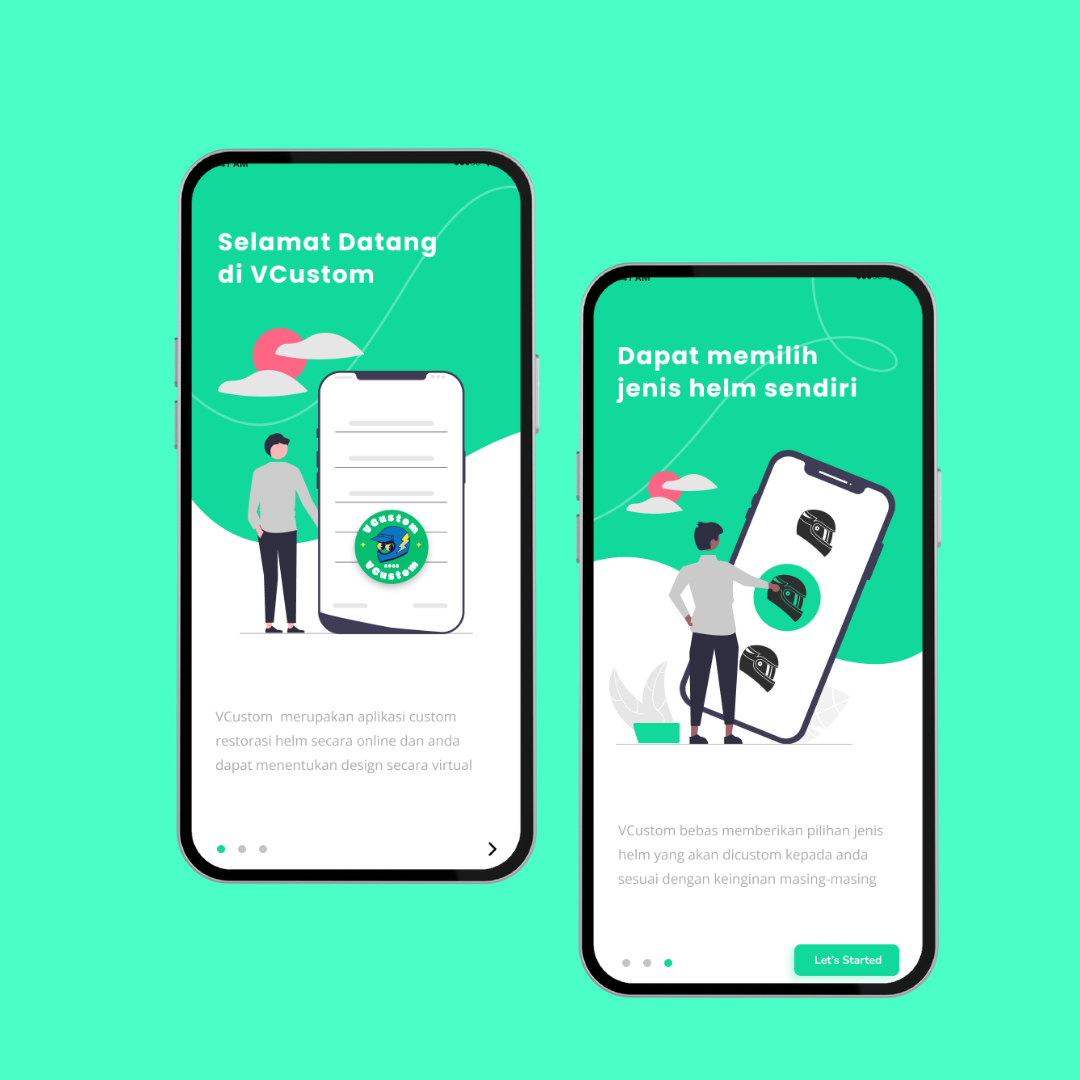 Selamat Datang
di VCustom
VCustom
VCustom
VCustom  merupakan aplikasi custom
restorasi helm secara online dan anda
dapat menentukan design secara virtual
AM
Dapat memilih
jenis helm sendiri
VCustom bebas memberikan pilihan jenis
helm yang akan dicustom kepada anda
sesuai dengan keinginan masing-masing
Let's Started